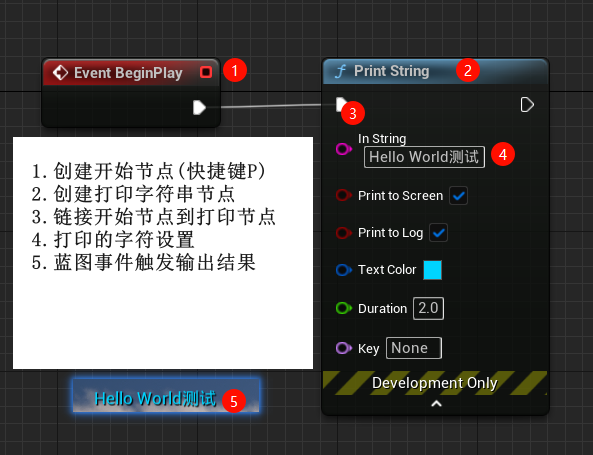 Event BeginPlay
1
Print String
2
3
In String
Hello World测试
4
1.创建开始节点(快捷键P)
2.创建打印字符串节点
3.链接开始节点到打印节点
4.打印的字符设置
5.蓝图事件触发输出结果
Print to Screen
Print to Log
Text Color
Duration 2.0
Key None
Development Only
Hello World测试
5